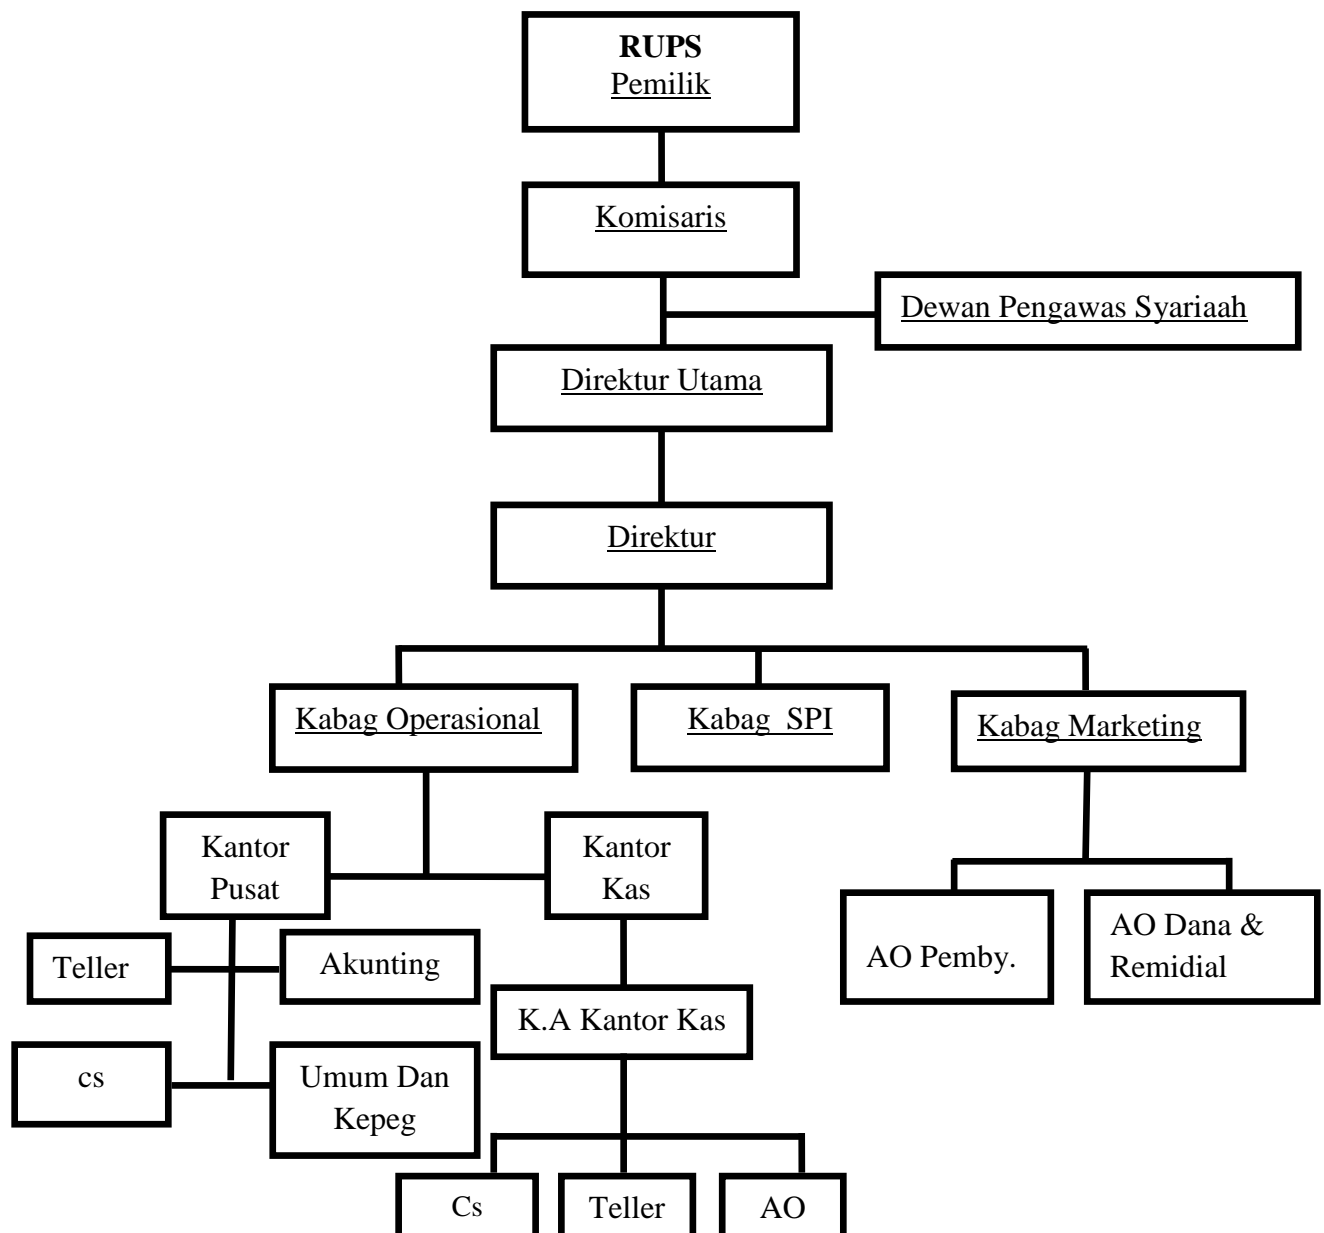 RUPS
Pemilik
Komisaris
Dewan Pengawas Syariaah
Direktur Utama
Direktur
Kabag Operasional
Kabag  SPI
Kabag Marketing
Kantor
Pusat
Kantor
Kas
AO Pemby.
AO Dana &
Remidial
Teller
Akunting
K.A Kantor Kas
cs
Umum Dan
Kepeg
Cs
Teller
AO